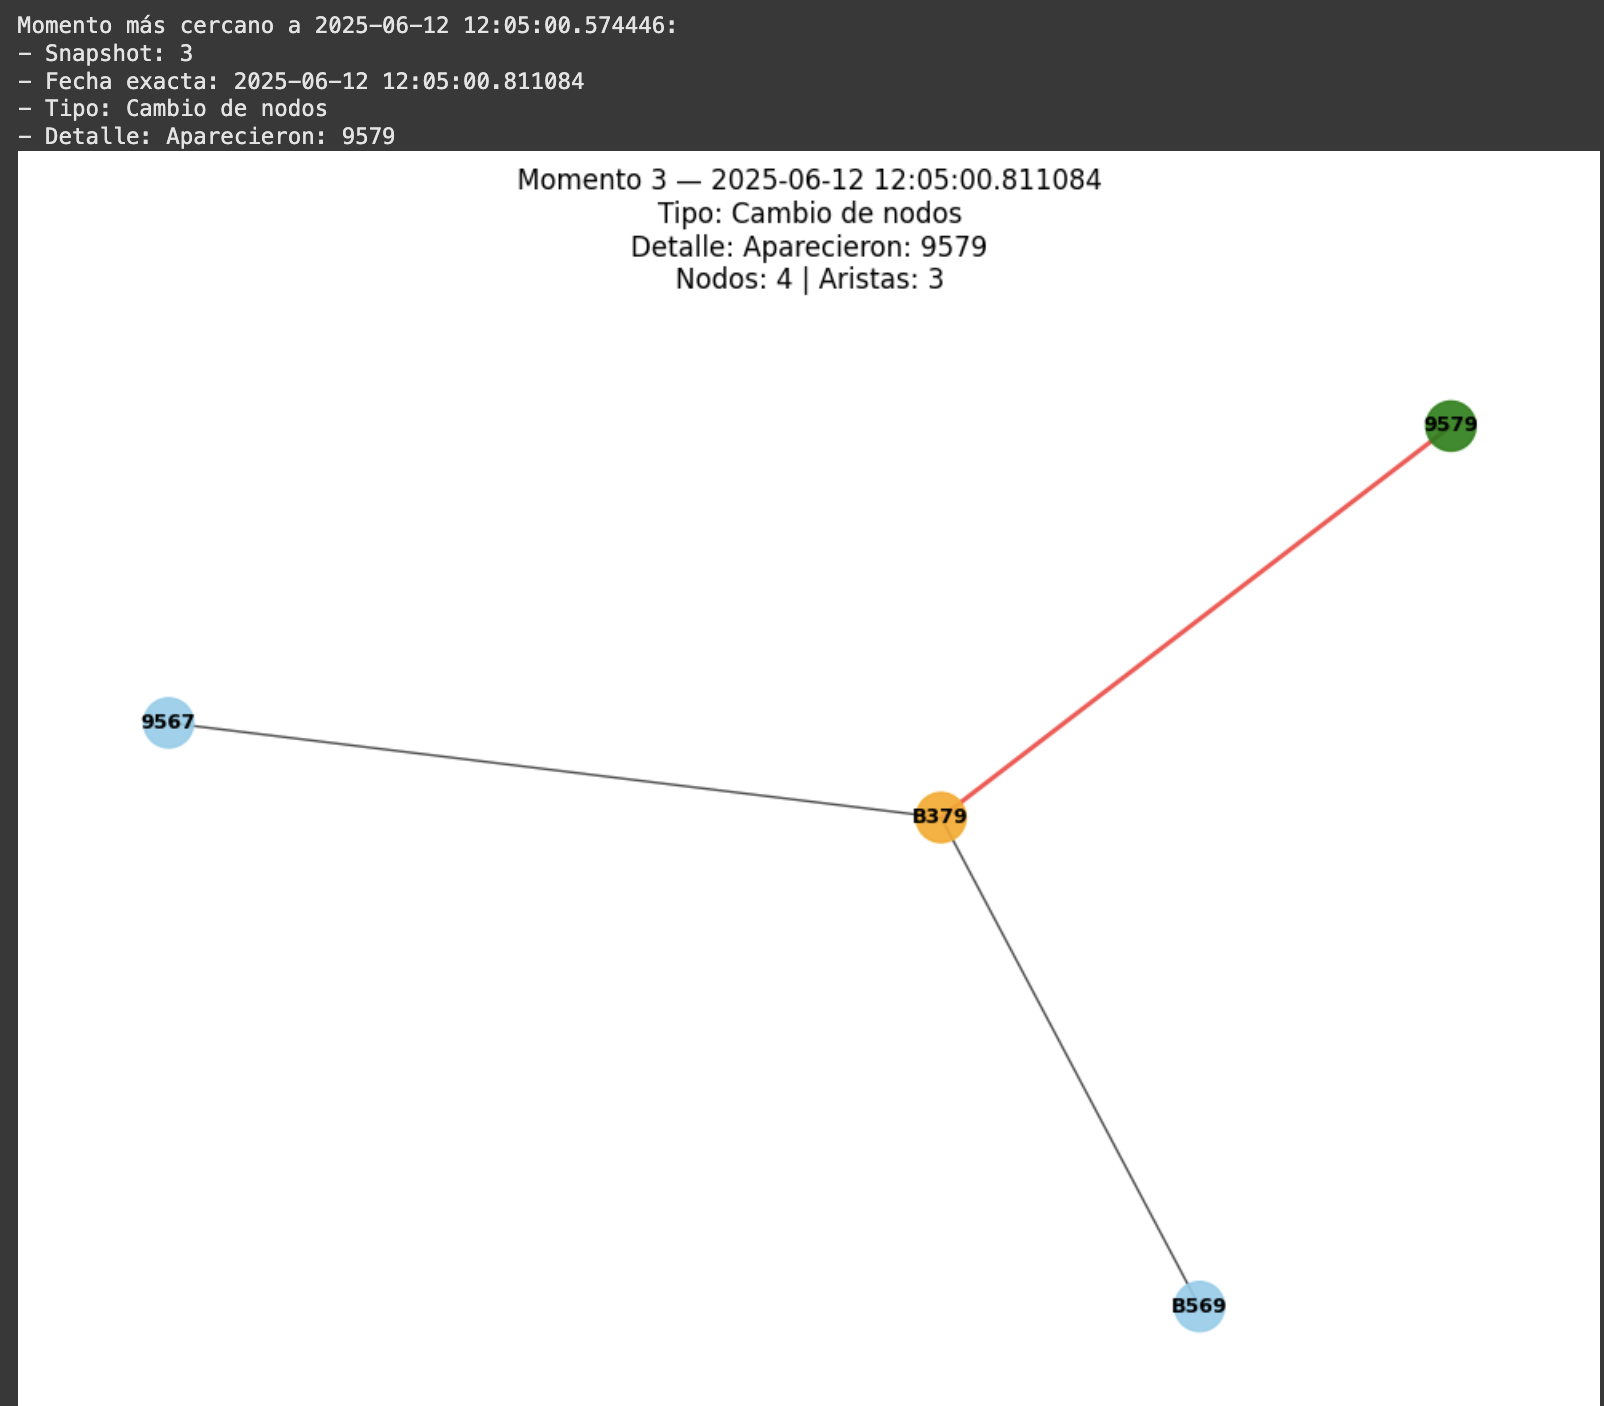 Momento más cercano a 2025-06-12 12:05:00.574446:
- Snapshot: 3
- Fecha exacta: 2025-06-12 12:05:00.811084
- Tipo: Cambio de nodos
- Detalle: Aparecieron: 9579
Momento 3 — 2025-06-12 12:05:00.811084
Tipo: Cambio de nodos
Detalle: Aparecieron: 9579
Nodos: 4 | Aristas: 3
9579
9567
B379
B569